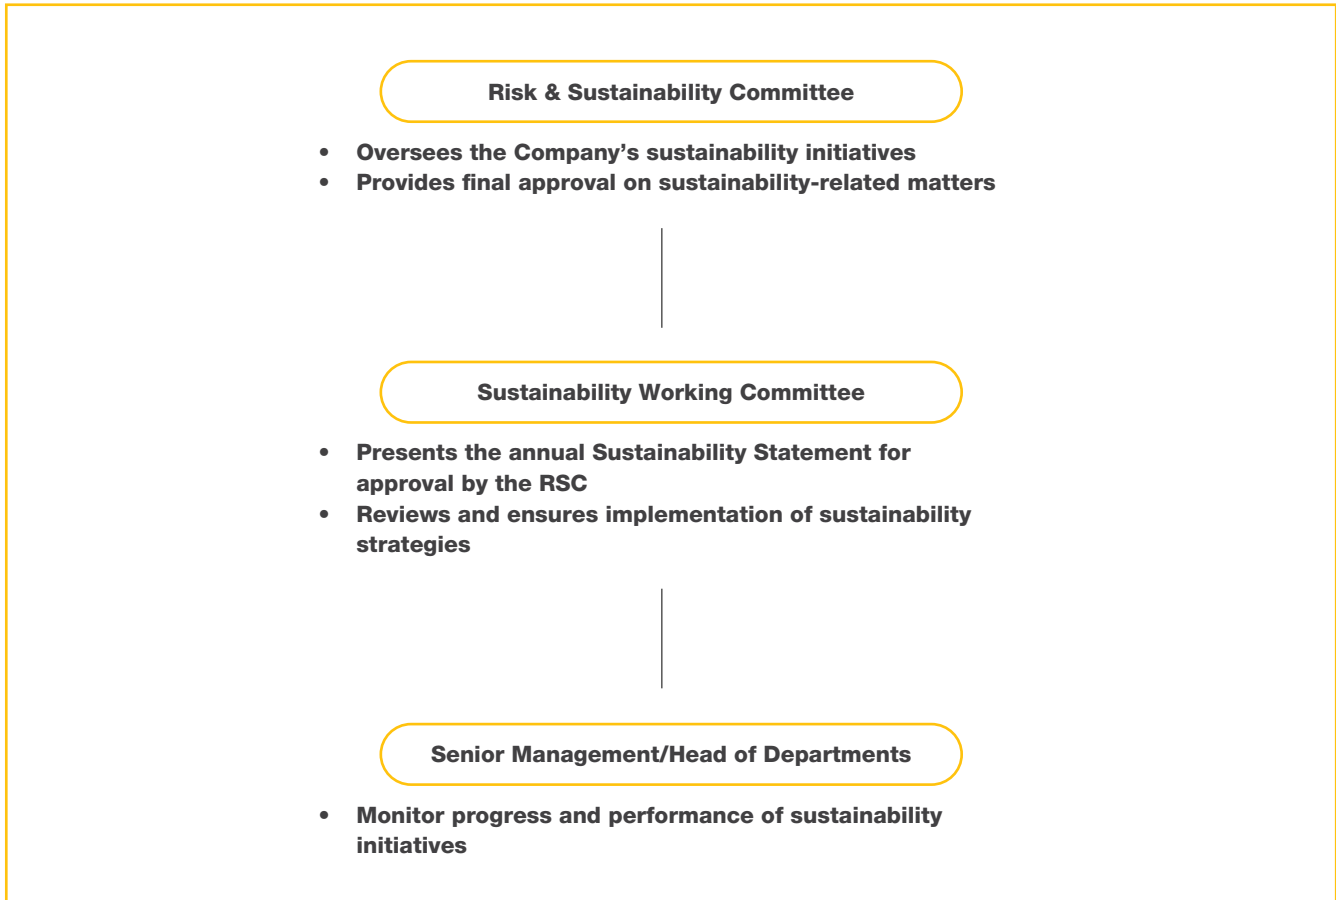 Risk & Sustainability Committee
• Oversees the Company’s sustainability initiatives
• Provides final approval on sustainability-related matters
Sustainability Working Committee
• Presents the annual Sustainability Statement for
approval by the RSC
• Reviews and ensures implementation of sustainability
strategies
Senior Management/Head of Departments
• Monitor progress and performance of sustainability
initiatives